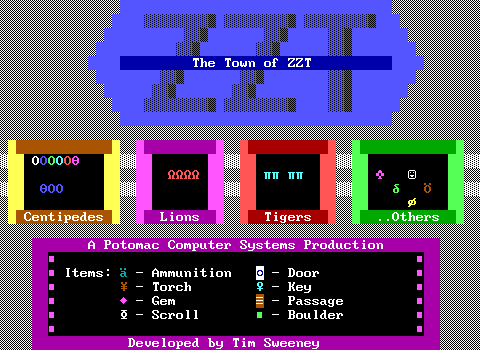 ZZT
The Town of ZZT
Centipedes
Lions
Tigers
..Others
A Potomac Computer Systems Production
Items: ä - Ammunition
¥ - Torch
♦ - Gem
Φ - Scroll
o - Door
♀ - Key
≡ - Passage
■ - Boulder
Developed by Tim Sweeney